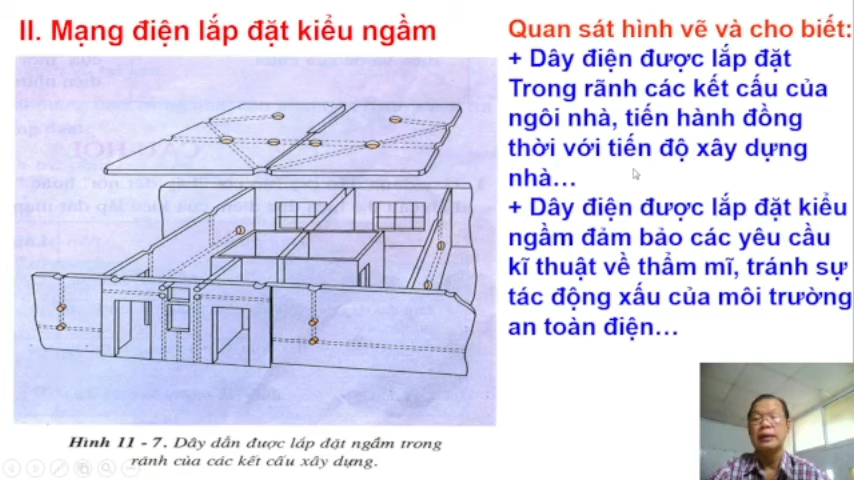 II. Mạng điện lắp đặt kiểu ngầm
Quan sát hình vẽ và cho biết:
+ Dây điện được lắp đặt
Trong rãnh các kết cấu của
ngôi nhà, tiến hành đồng
thời với tiến độ xây dựng
nhà...
+ Dây điện được lắp đặt kiểu
ngầm đảm bảo các yêu cầu
kĩ thuật về thẩm mĩ, tránh sự
tác động xấu của môi trường
an toàn điện...
Hình 11 - 7. Dây dẫn được lắp đặt ngầm trong
rãnh của các kết cấu xây dựng.